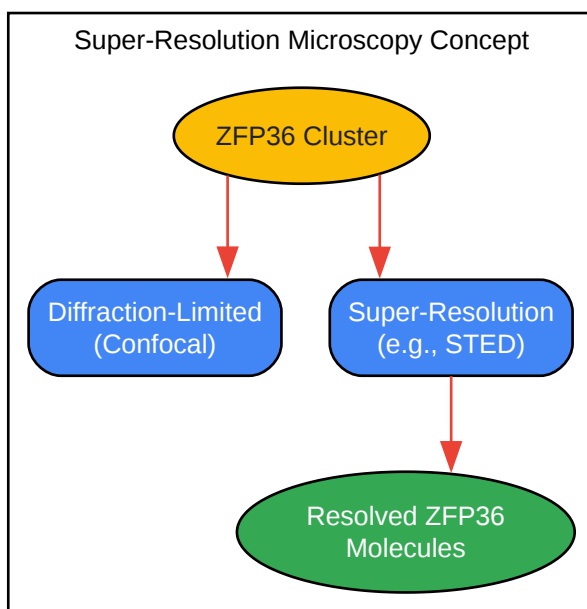 Super-Resolution Microscopy Concept
ZFP36 Cluster
Diffraction-Limited
(Confocal)
Super-Resolution
(e.g., STED)
Resolved ZFP36
Molecules